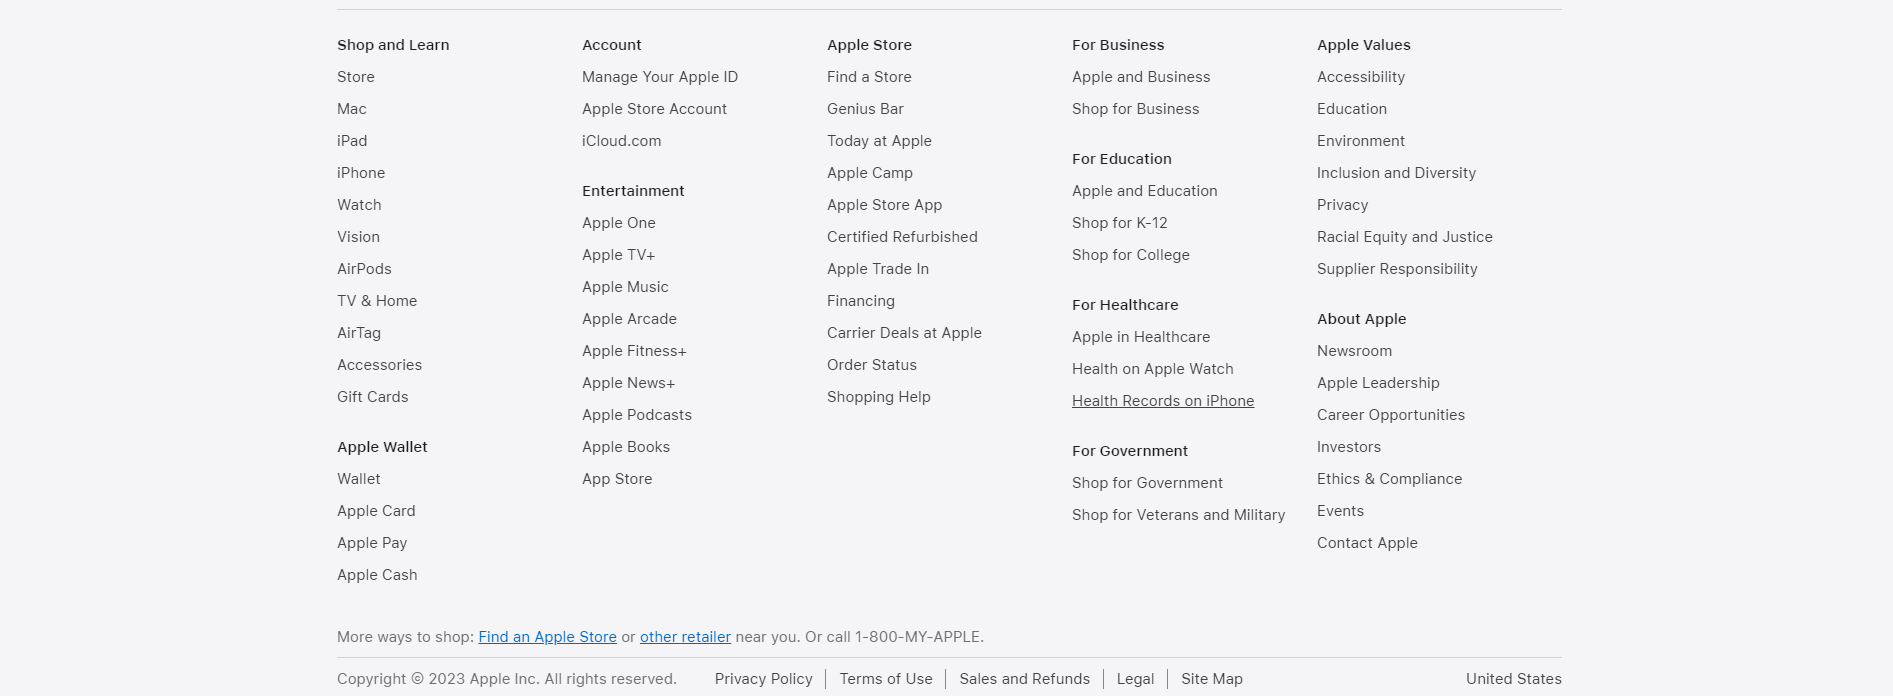 Shop and Learn
Store
Mac
iPad
iPhone
Watch
Vision
AirPods
TV & Home
AirTag
Accessories
Gift Cards
Apple Wallet
Wallet
Apple Card
Apple Pay
Apple Cash
Account
Manage Your Apple ID
Apple Store Account
iCloud.com
Entertainment
Apple One
Apple TV+
Apple Music
Apple Arcade
Apple Fitness+
Apple News+
Apple Podcasts
Apple Books
App Store
Apple Store
Find a Store
Genius Bar
Today at Apple
Apple Camp
Apple Store App
Certified Refurbished
Apple Trade In
Financing
Carrier Deals at Apple
Order Status
Shopping Help
For Business
Apple and Business
Shop for Business
For Education
Apple and Education
Shop for K-12
Shop for College
For Healthcare
Apple in Healthcare
Health on Apple Watch
Health Records on iPhone
For Government
Shop for Government
Shop for Veterans and Military
Apple Values
Accessibility
Education
Environment
Inclusion and Diversity
Privacy
Racial Equity and Justice
Supplier Responsibility
About Apple
Newsroom
Apple Leadership
Career Opportunities
Investors
Ethics & Compliance
Events
Contact Apple
More ways to shop: Find an Apple Store or other retailer near you. Or call 1-800-MY-APPLE.
Copyright © 2023 Apple Inc. All rights reserved. Privacy Policy | Terms of Use | Sales and Refunds | Legal | Site Map United States